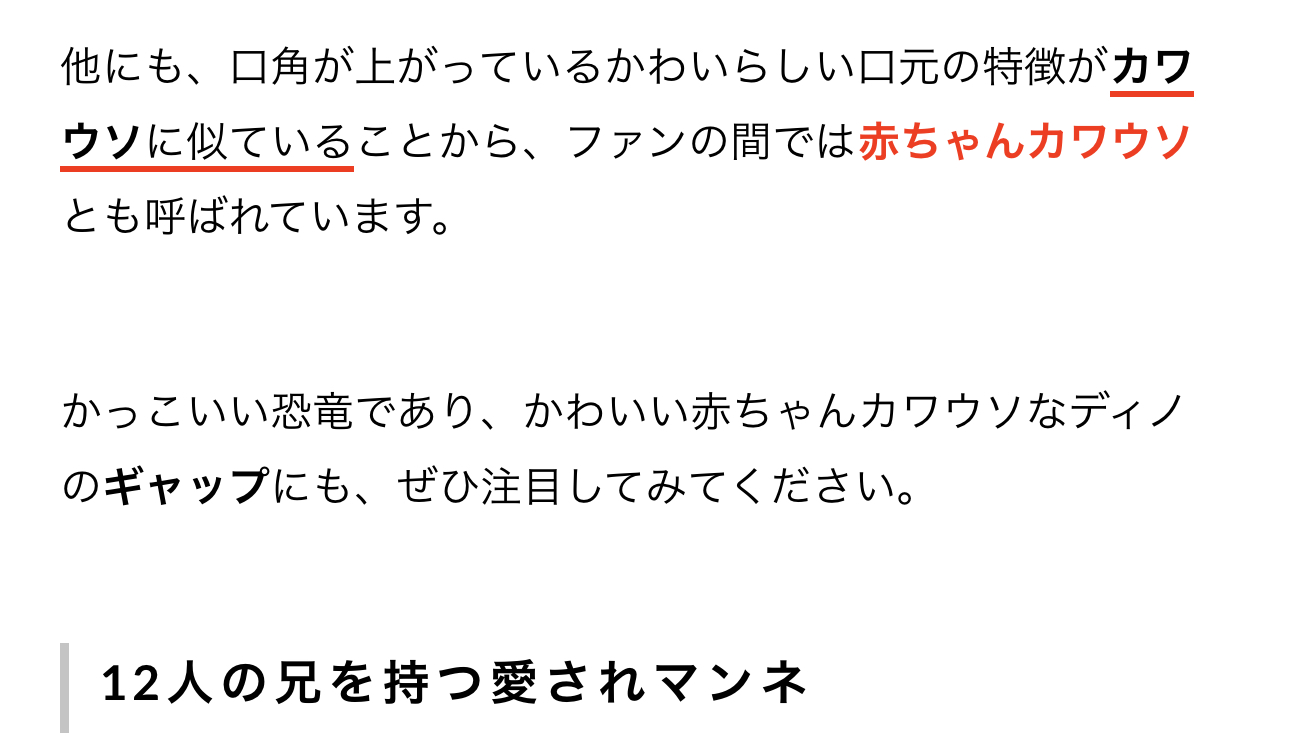 他にも、口角が上がっているかわいらしい口元の特徴がカワ
ウソに似ていることから、ファンの間では赤ちゃんカワウソ
とも呼ばれています。
かっこいい恐竜であり、かわいい赤ちゃんカワウソなディノ
のギャップにも、ぜひ注目してみてください。
12人の兄を持つ愛されマンネ